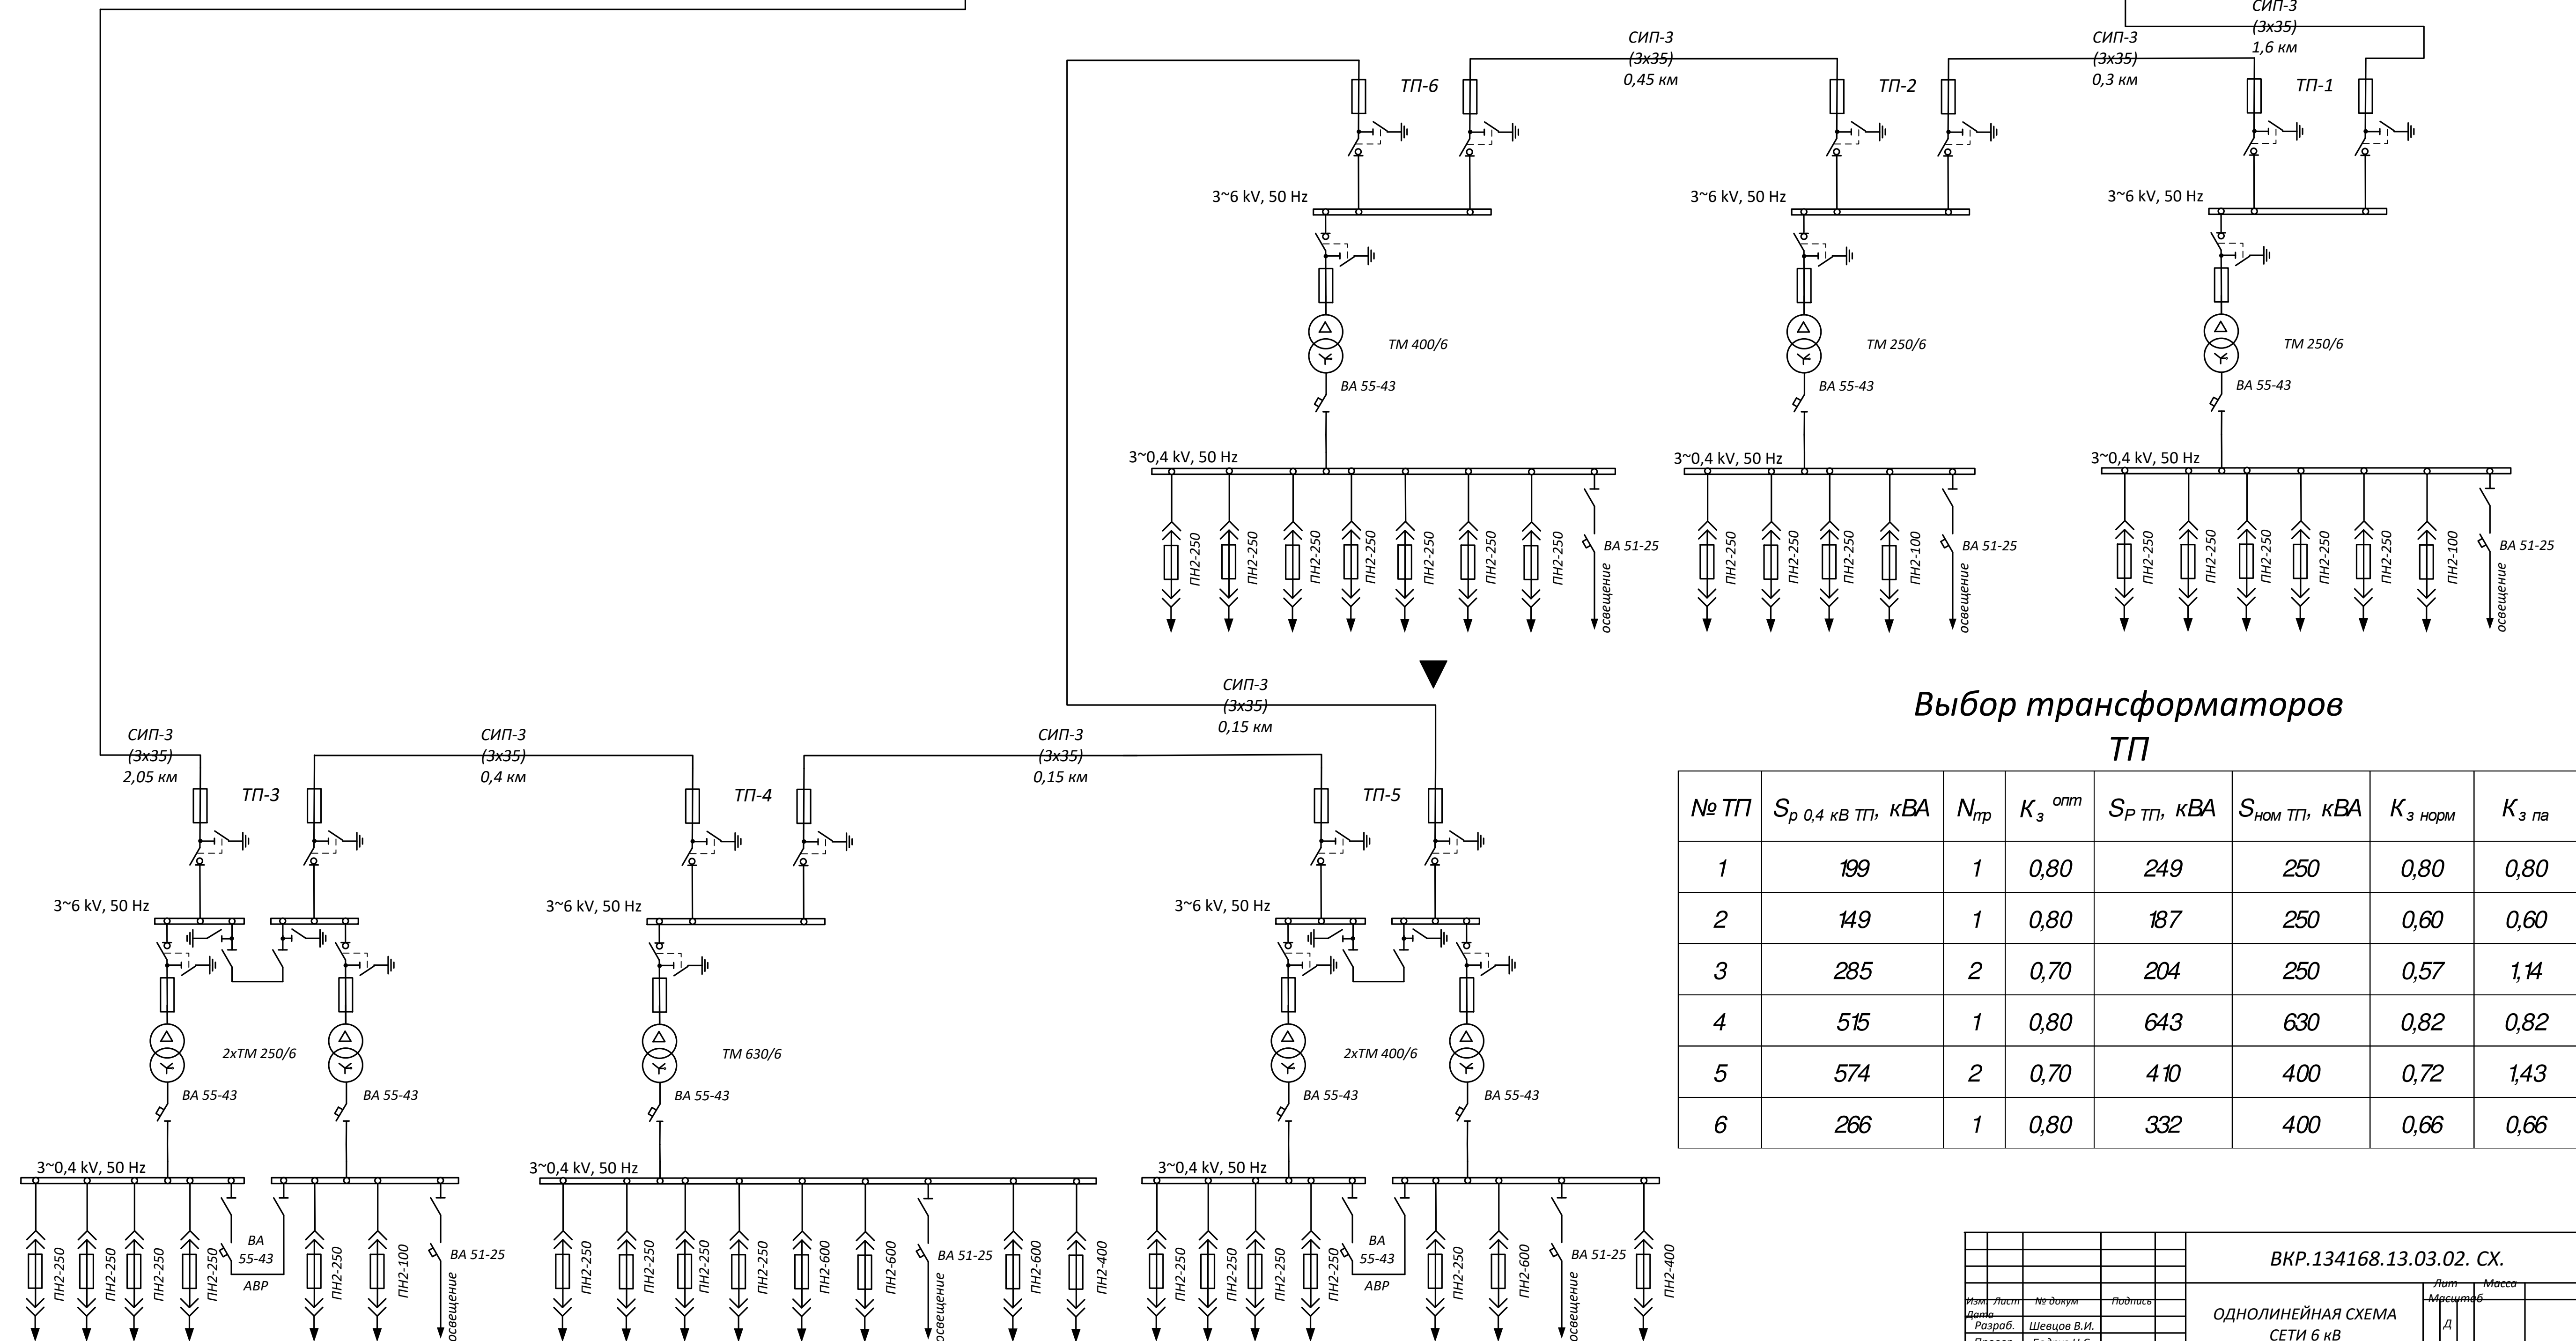 СИП-3
(3х35)
1,6 км
СИП-3
(3х35)
0,45 км
СИП-3
(3х35)
0,3 км
ТП-6
ТП-2
ТП-1
3~6 kV, 50 Hz
3~6 kV, 50 Hz
3~6 kV, 50 Hz
ТМ 400/6
ТМ 250/6
ТМ 250/6
ВА 55-43
ВА 55-43
ВА 55-43
3~0,4 kV, 50 Hz
3~0,4 kV, 50 Hz
3~0,4 kV, 50 Hz
ПН2-250
ПН2-250
ПН2-250
ПН2-250
ПН2-250
ПН2-250
ПН2-250
ВА 51-25
освещение
ПН2-250
ПН2-250
ПН2-250
ПН2-100
ВА 51-25
освещение
ПН2-250
ПН2-250
ПН2-250
ПН2-250
ПН2-250
ПН2-100
ВА 51-25
освещение
СИП-3
(3х35)
0,15 км
СИП-3
(3х35)
2,05 км
СИП-3
(3х35)
0,4 км
СИП-3
(3х35)
0,15 км
ТП-3
ТП-4
ТП-5
3~6 kV, 50 Hz
3~6 kV, 50 Hz
3~6 kV, 50 Hz
2хТМ 250/6
ТМ 630/6
2хТМ 400/6
ВА 55-43
ВА 55-43
ВА 55-43
ВА 55-43
ВА 55-43
3~0,4 kV, 50 Hz
3~0,4 kV, 50 Hz
3~0,4 kV, 50 Hz
ПН2-250
ПН2-250
ПН2-250
ПН2-250
ВА
55-43
АВР
ПН2-250
ПН2-100
ВА 51-25
освещение
ПН2-250
ПН2-250
ПН2-250
ПН2-250
ПН2-600
ПН2-600
ВА 51-25
освещение
ПН2-600
ПН2-400
ПН2-250
ПН2-250
ПН2-250
ПН2-250
ВА
55-43
АВР
ПН2-250
ПН2-600
ВА 51-25
освещение
ПН2-400
Выбор трансформаторов
ТП
№ ТП Sр 0,4 кВ ТП, кВА Nтр Kз опт SР ТП, кВА Sном ТП, кВА Kз норм Kз па
1 199 1 0,80 249 250 0,80 0,80
2 149 1 0,80 187 250 0,60 0,60
3 285 2 0,70 204 250 0,57 1,14
4 515 1 0,80 643 630 0,82 0,82
5 574 2 0,70 410 400 0,72 1,43
6 266 1 0,80 332 400 0,66 0,66
ВКР.134168.13.03.02. СХ.
Лит Масса
Масштаб
Изм. Лист № докум Подпись
Дата
Разраб. Шевцов В.И.
ОДНОЛИНЕЙНАЯ СХЕМА
СЕТИ 6 кВ
Д